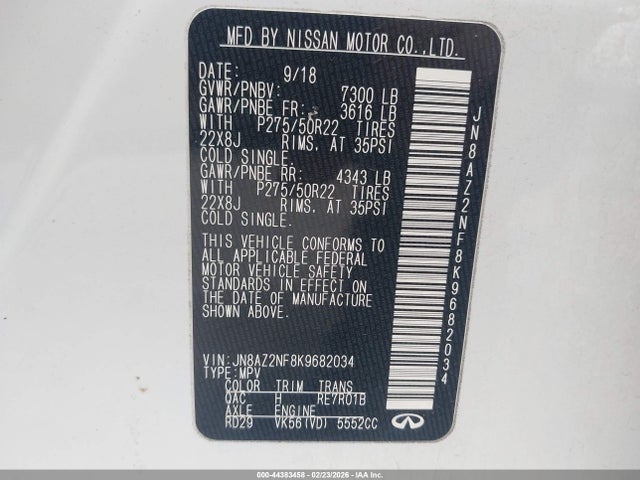 MFD BY NISSAN MOTOR CO.,LTD.
DATE: 9/18
GVWR/PNBV: 7300 LB
GAWR/PNBE FR: 3616 LB
WITH P275/50R22 TIRES
22X8J RIMS. AT 35PSI
COLD SINGLE.
GAWR/PNBE RR: 4343 LB
WITH P275/50R22 TIRES
22X8J RIMS. AT 35PSI
COLD SINGLE.
THIS VEHICLE CONFORMS TO
ALL APPLICABLE FEDERAL
MOTOR VEHICLE SAFETY
STANDARDS IN EFFECT ON
THE DATE OF MANUFACTURE
SHOWN ABOVE.
VIN: JN8AZ2NF8K9682034
TYPE: MPV
COLOR TRIM TRANS
QAC H RE7R01B
AXLE ENGINE
RD29 VK56(VD) 5552CC
JN8AZ2NF8K9682034
000-44383458 - 02/23/2026 - IAAI, Inc.